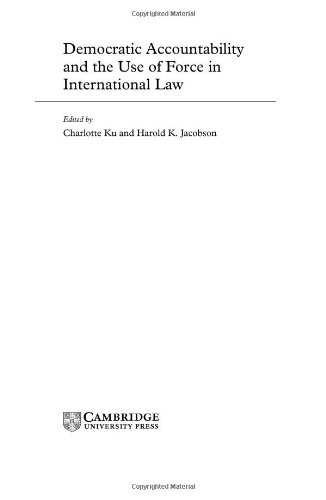 Copyrighted Material
Democratic Accountability
and the Use of Force in
International Law
Edited by
Charlotte Ku and Harold K. Jacobson
CAMBRIDGE
UNIVERSITY PRESS
Copyrighted Material